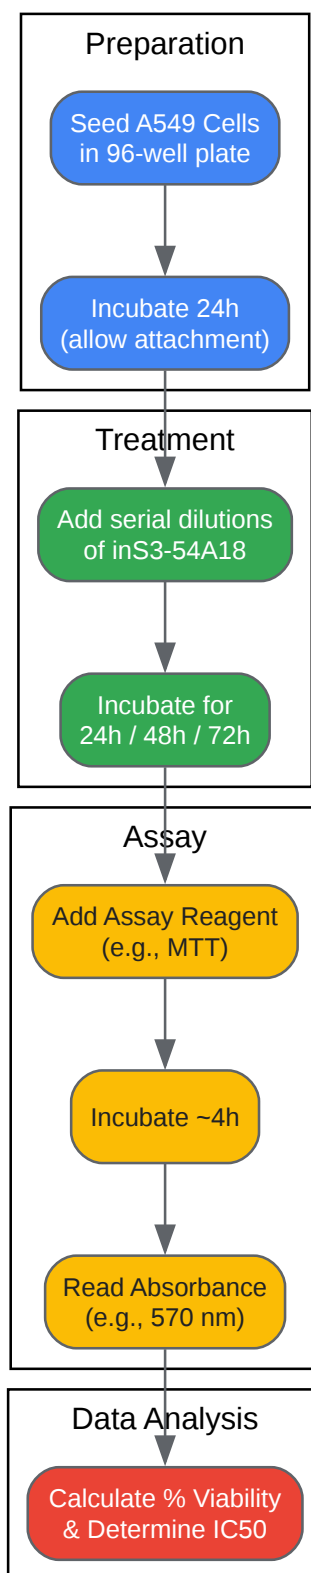 Preparation
Seed A549 Cells
in 96-well plate
Incubate 24h
(allow attachment)
Treatment
Add serial dilutions
of inS3-54A18
Incubate for
24h / 48h / 72h
Assay
Add Assay Reagent
(e.g., MTT)
Incubate ~4h
Read Absorbance
(e.g., 570 nm)
Data Analysis
Calculate % Viability
& Determine IC50